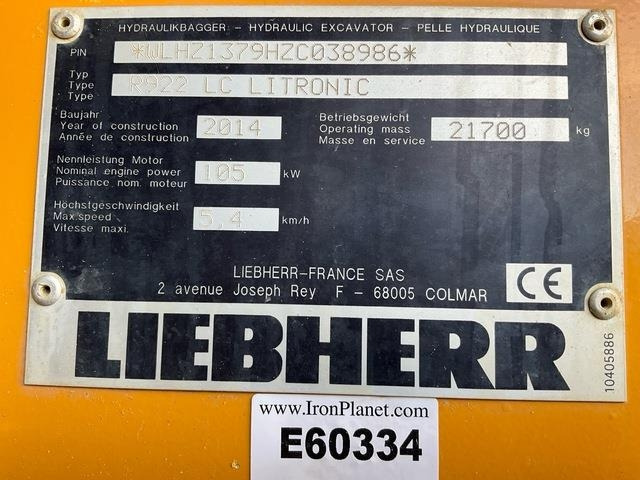 HYDRAULIKBAGGER - HYDRAULIC EXCAVATOR - PELLE HYDRAULIQUE
PIN *WLHZ1379HZC038986*
Typ
Type R922 LC LITRONIC
Type
Baujahr
Year of construction 2014
Année de construction
Betriebsgewicht
Operating mass 21700 kg
Masse en service
Nennleistung Motor
Nominal engine power 105 kW
Puissance nom. moteur
Höchstgeschwindigkeit
Max.speed 5,4 km/h
Vitesse maxi.
LIEBHERR-FRANCE SAS
2 avenue Joseph Rey F - 68005 COLMAR
CE
LIEBHERR
10405886
www.IronPlanet.com
E60334